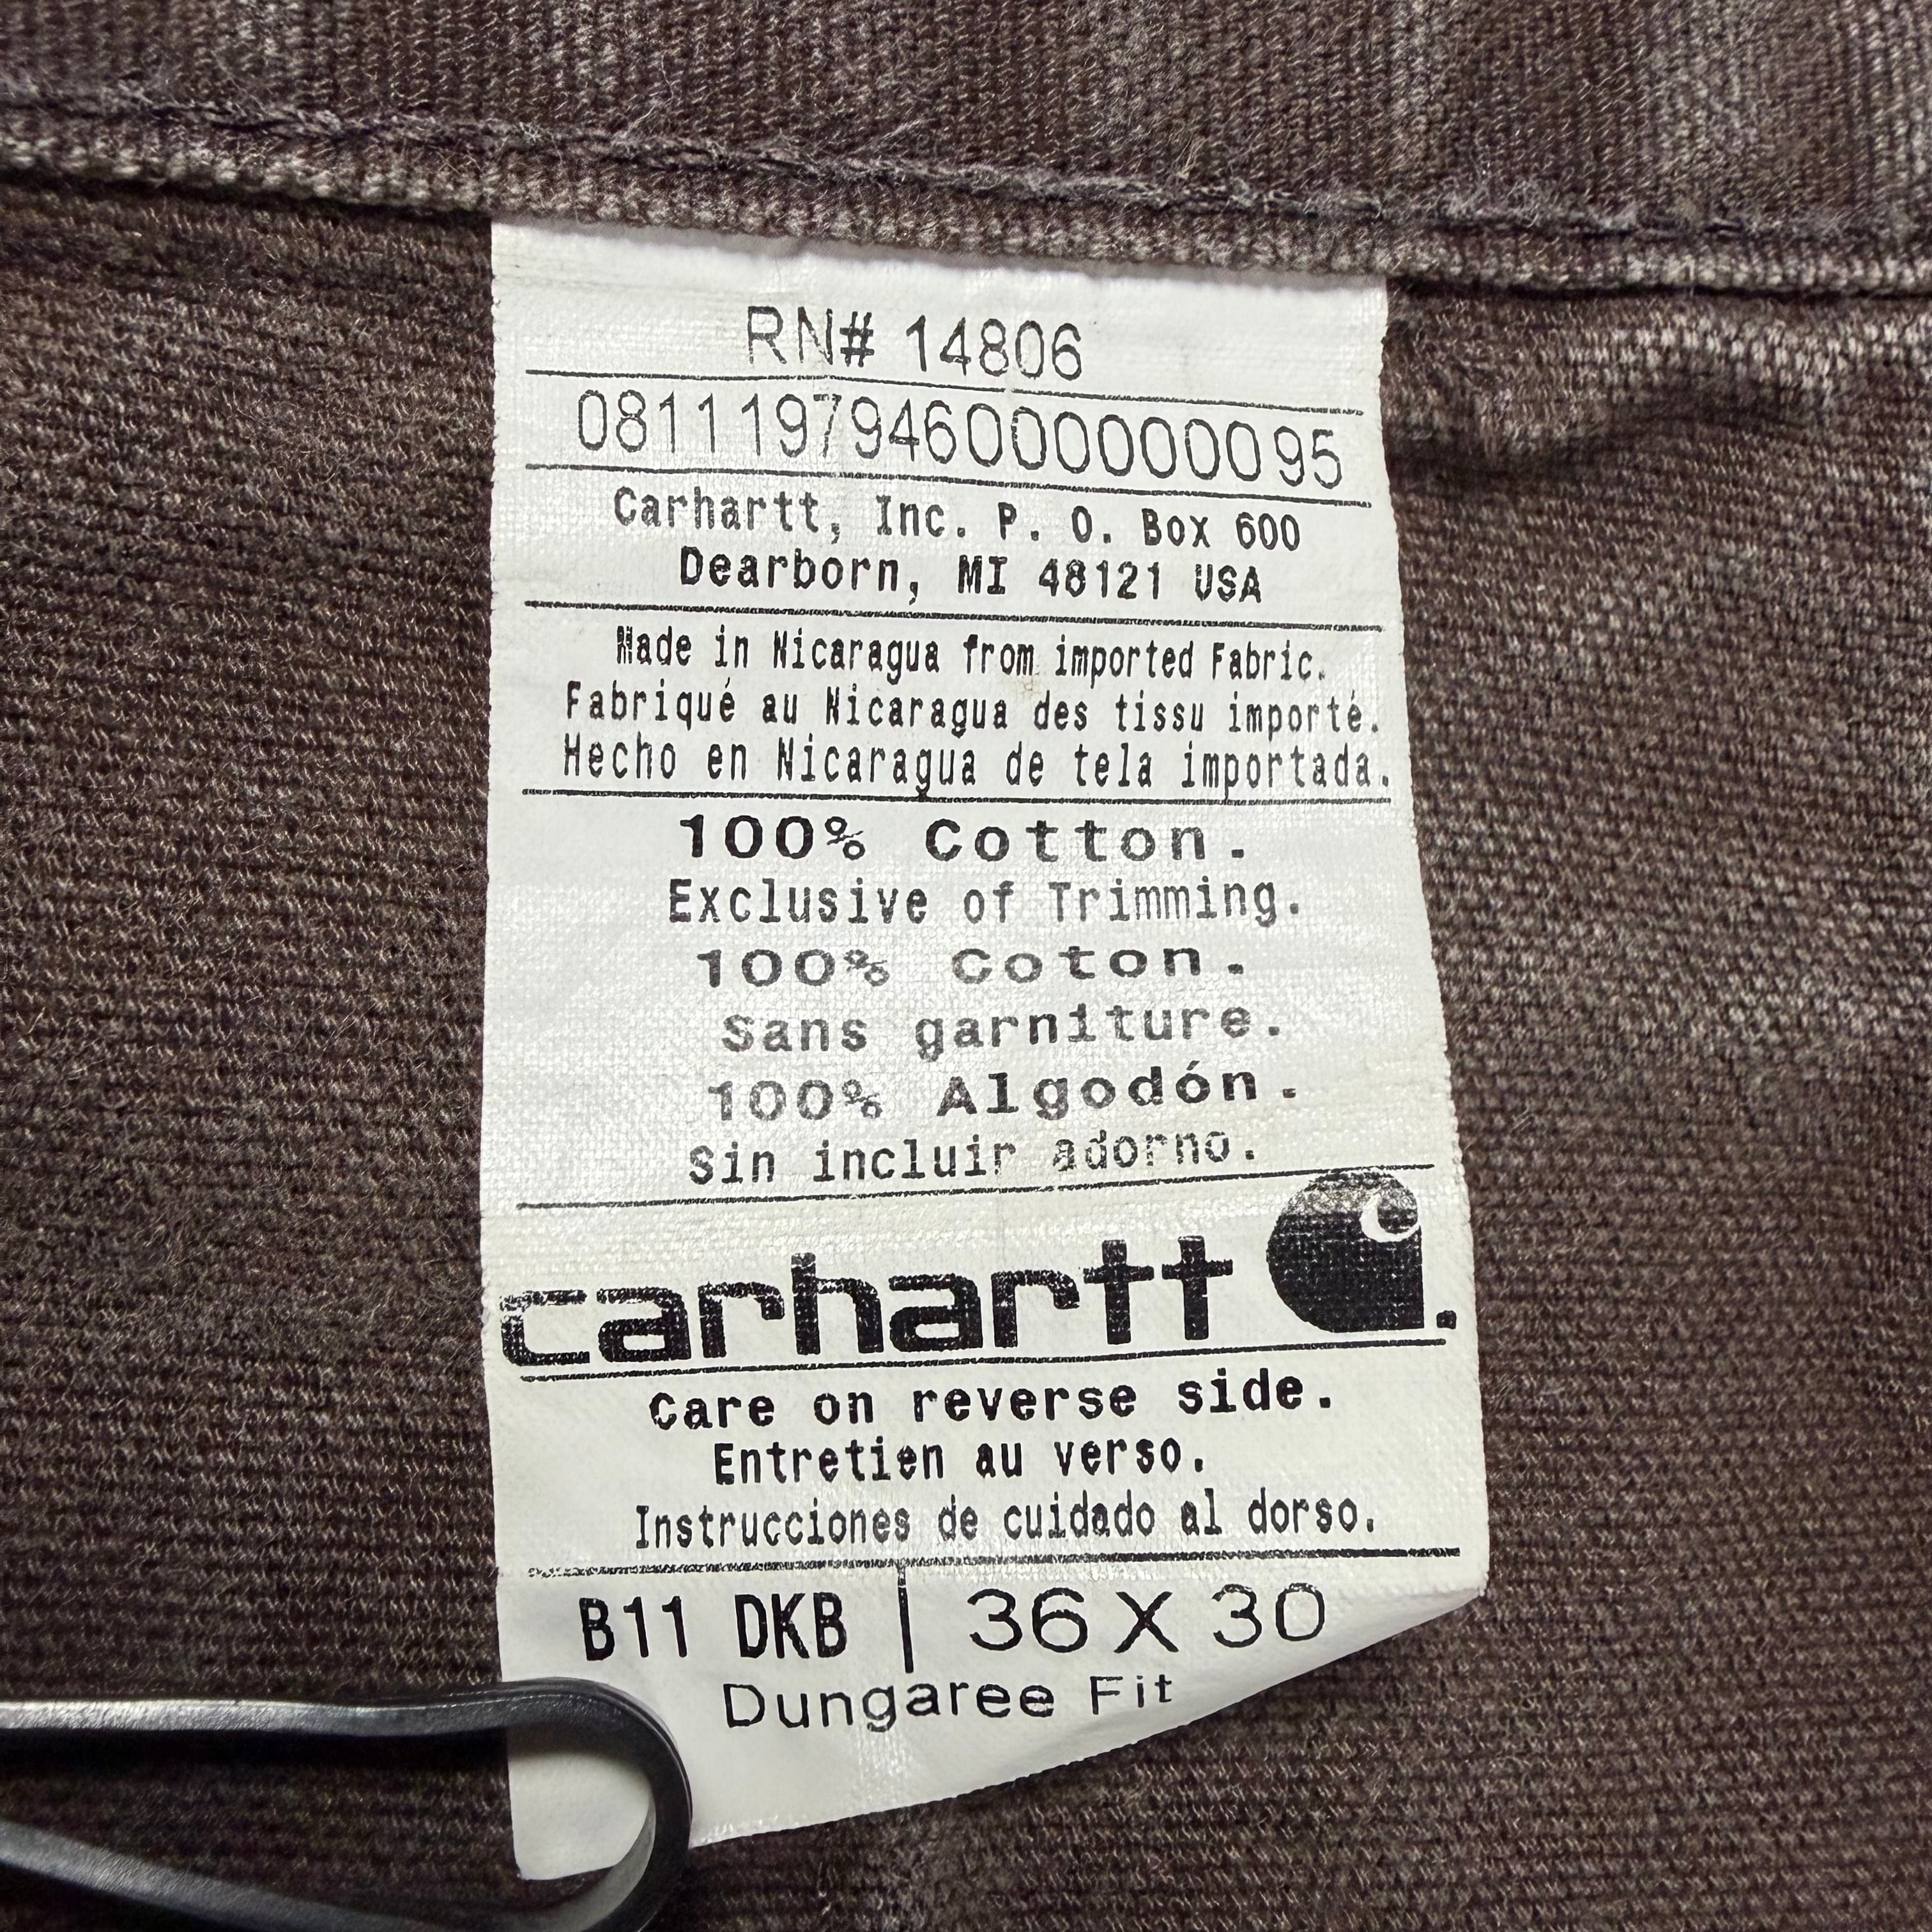 RN# 14806
081119794600000000095
Carhartt, Inc. P. O. Box 600
Dearborn, MI 48121 USA
Made in Nicaragua from imported Fabric.
Fabriqué au Nicaragua des tissu importé.
Hecho en Nicaragua de tela importada.
100% Cotton.
Exclusive of Trimming.
100% Coton.
Sans garniture.
100% Algodón.
Sin incluir adorno.
carhartt
Care on reverse side.
Entretien au verso.
Instrucciones de cuidado al dorso.
B11 DKB | 36 X 30
Dungaree Fit